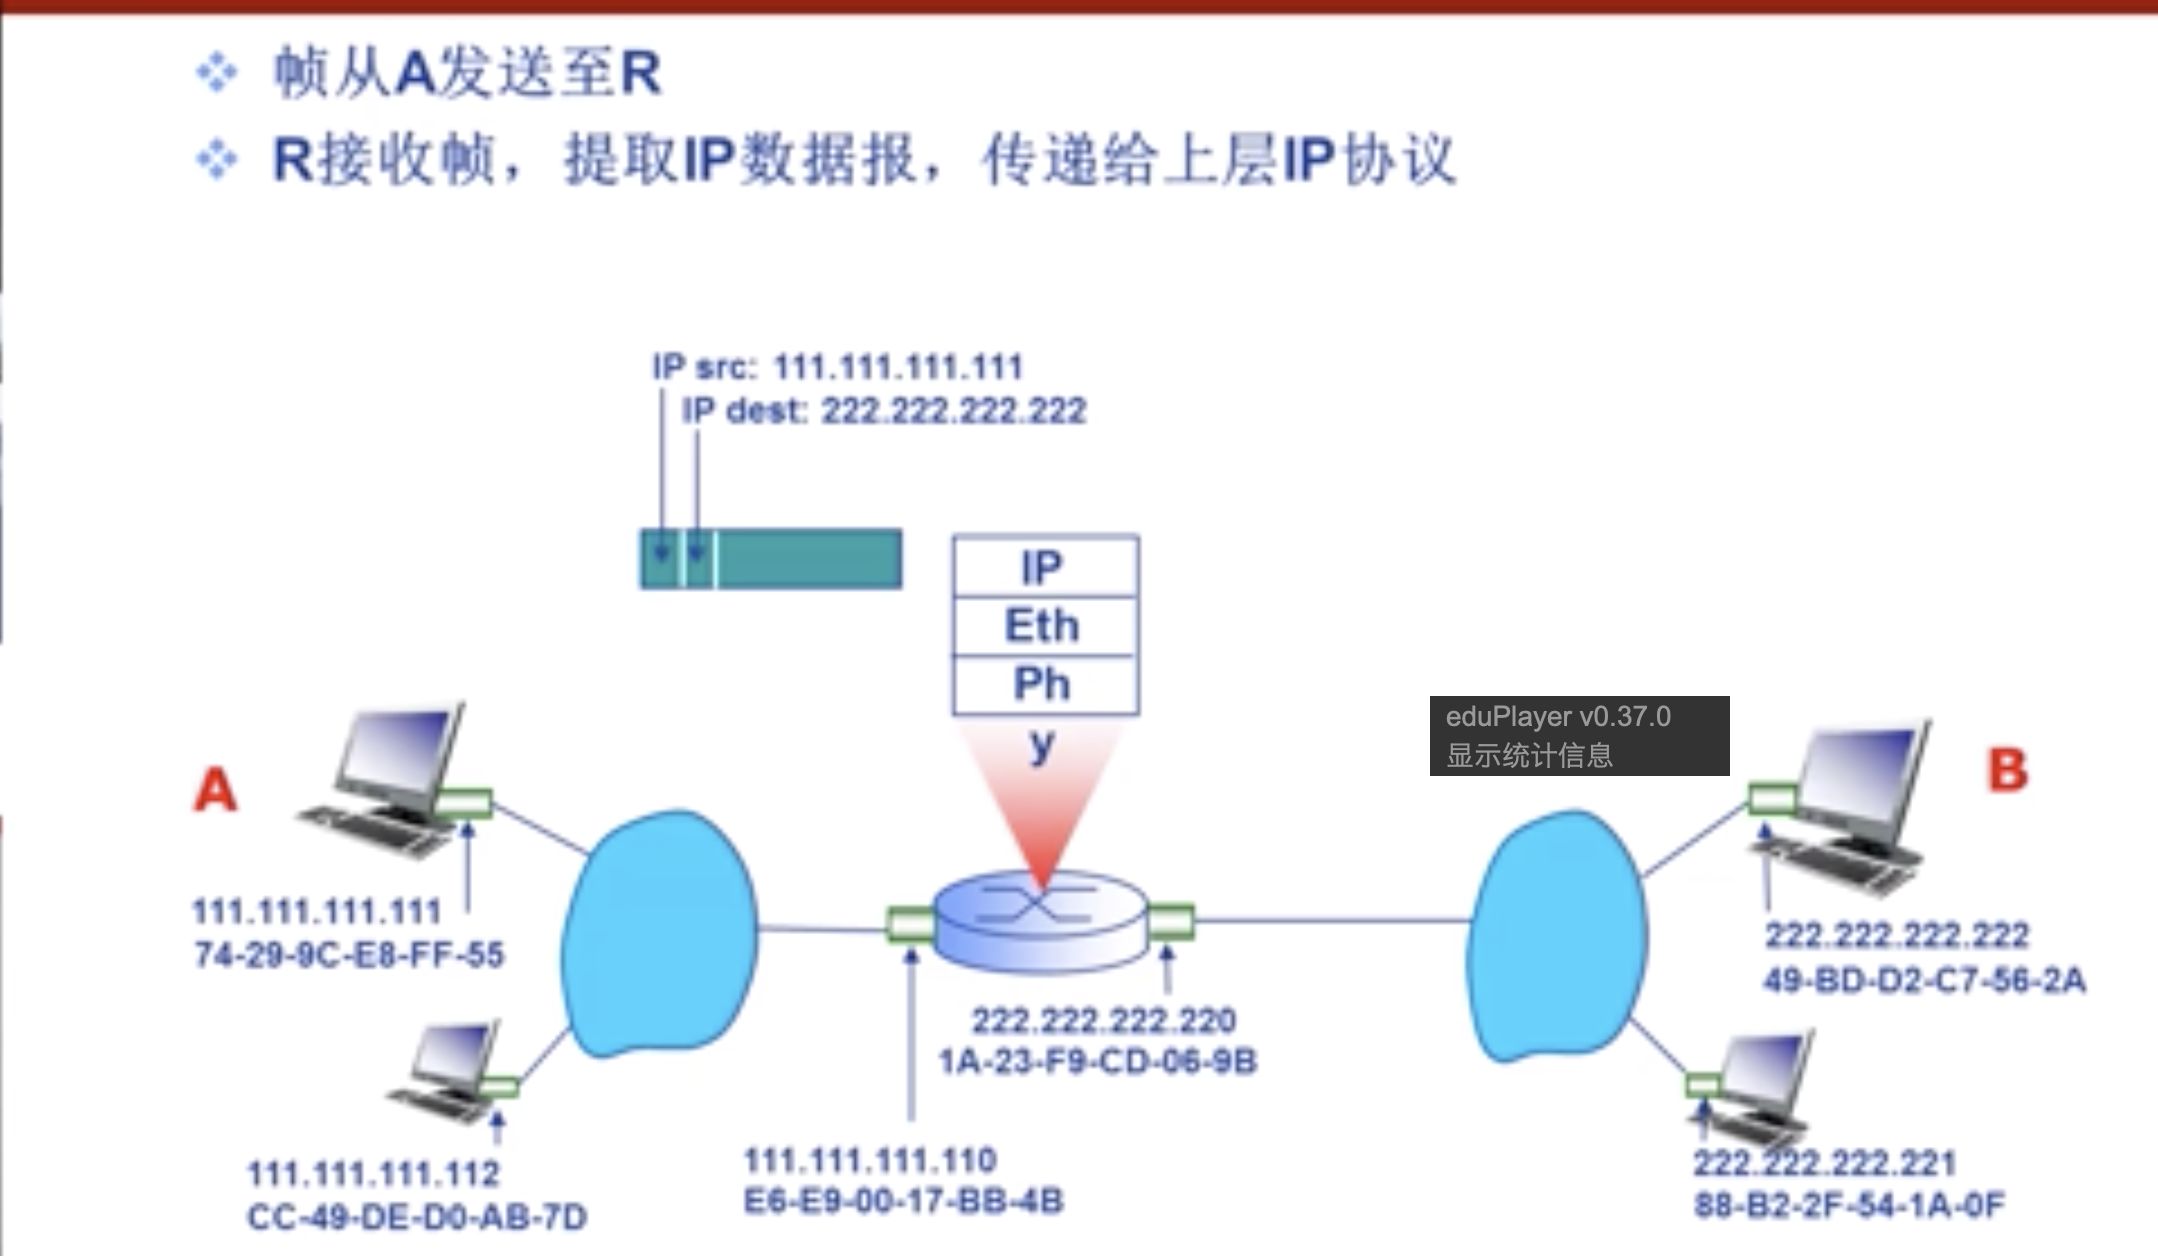 帧从A发送至R
R接收帧，提取IP数据报，传递给上层IP协议
IP src: 111.111.111.111
IP dest: 222.222.222.222
IP
Eth
Ph
y
eduPlayer v0.37.0
显示统计信息
A
B
111.111.111.111
74-29-9C-E8-FF-55
222.222.222.222
49-BD-D2-C7-56-2A
222.222.222.220
1A-23-F9-CD-06-9B
111.111.111.112
CC-49-DE-D0-AB-7D
111.111.111.110
E6-E9-00-17-BB-4B
222.222.222.221
88-B2-2F-54-1A-0F